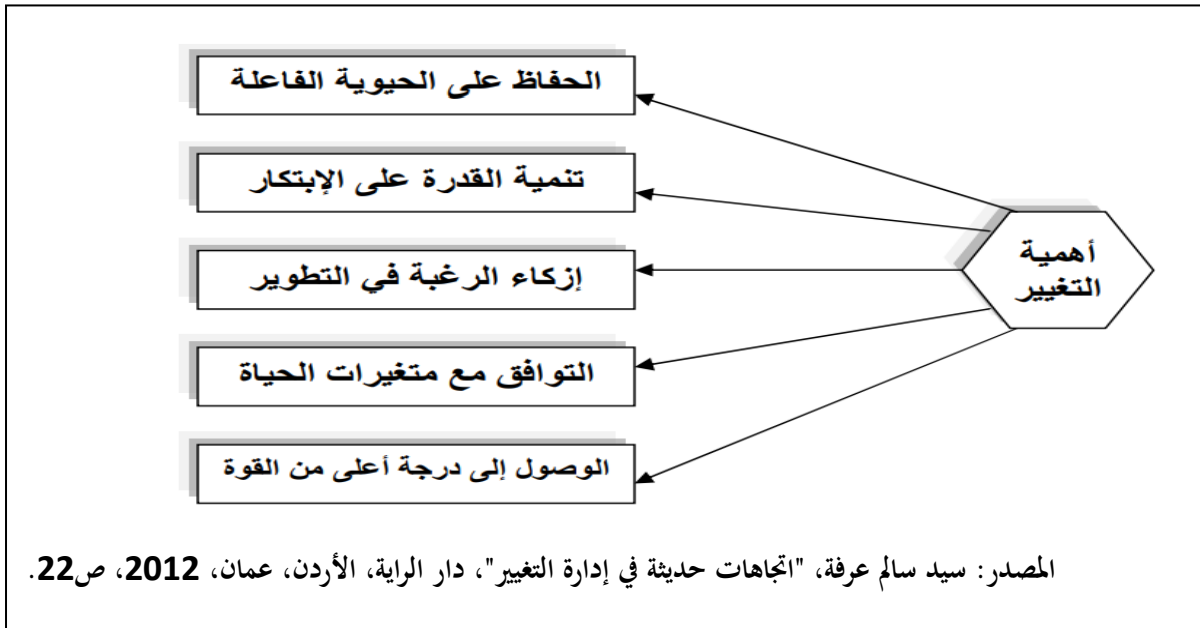 الحفاظ على الحيوية الفاعلة
تنمية القدرة على الإبتكار
إزكاء الرغبة في التطوير
التوافق مع متغيرات الحياة
الوصول إلى درجة أعلى من القوة
أهمية
التغيير
المصدر: سيد سالم عرفة، "اتجاهات حديثة في إدارة التغيير"، دار الراية، الأردن، عمان، 2012، ص22.